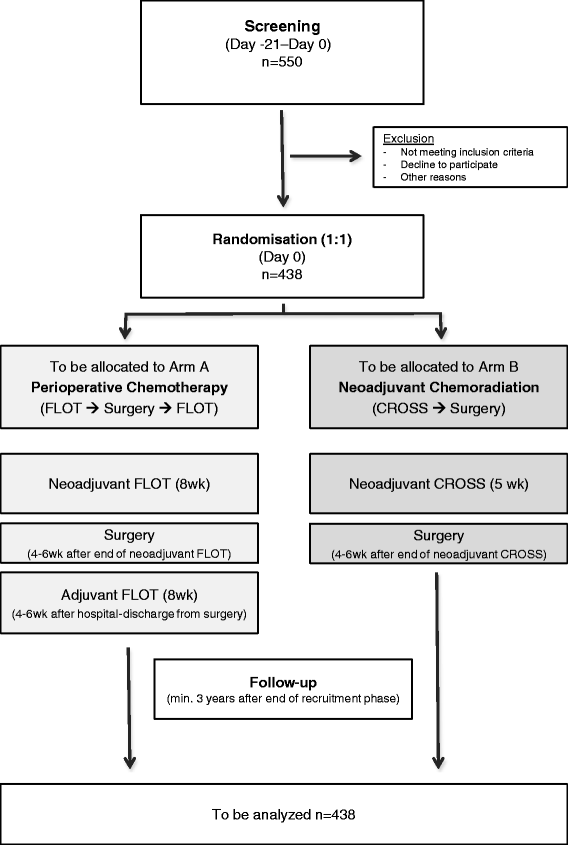 Screening
(Day -21–Day 0)
n=550
Exclusion
- Not meeting inclusion criteria
- Decline to participate
- Other reasons
Randomisation (1:1)
(Day 0)
n=438
To be allocated to Arm A
Perioperative Chemotherapy
(FLOT → Surgery → FLOT)
To be allocated to Arm B
Neoadjuvant Chemoradiation
(CROSS → Surgery)
Neoadjuvant FLOT (8wk)
Neoadjuvant CROSS (5 wk)
Surgery
(4-6wk after end of neoadjuvant FLOT)
Surgery
(4-6wk after end of neoadjuvant CROSS)
Adjuvant FLOT (8wk)
(4-6wk after hospital-discharge from surgery)
Follow-up
(min. 3 years after end of recruitment phase)
To be analyzed n=438